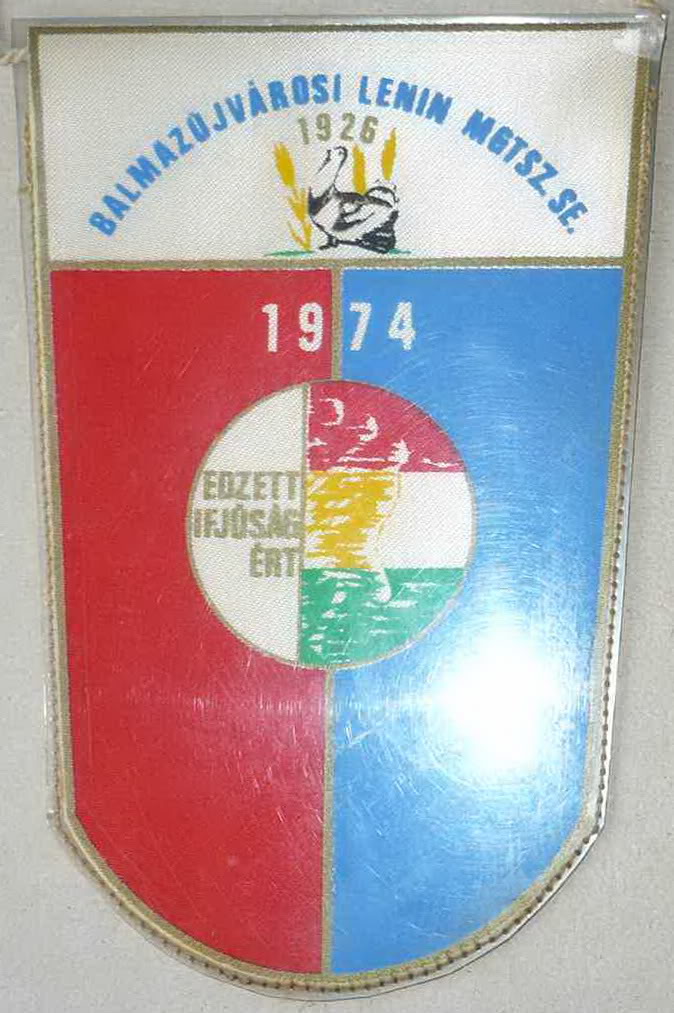 BALMAZÚJVÁROSI LENIN MGTSZ.SE.
1926
1974
EDZETT
IFJÚSÁG
ÉRT